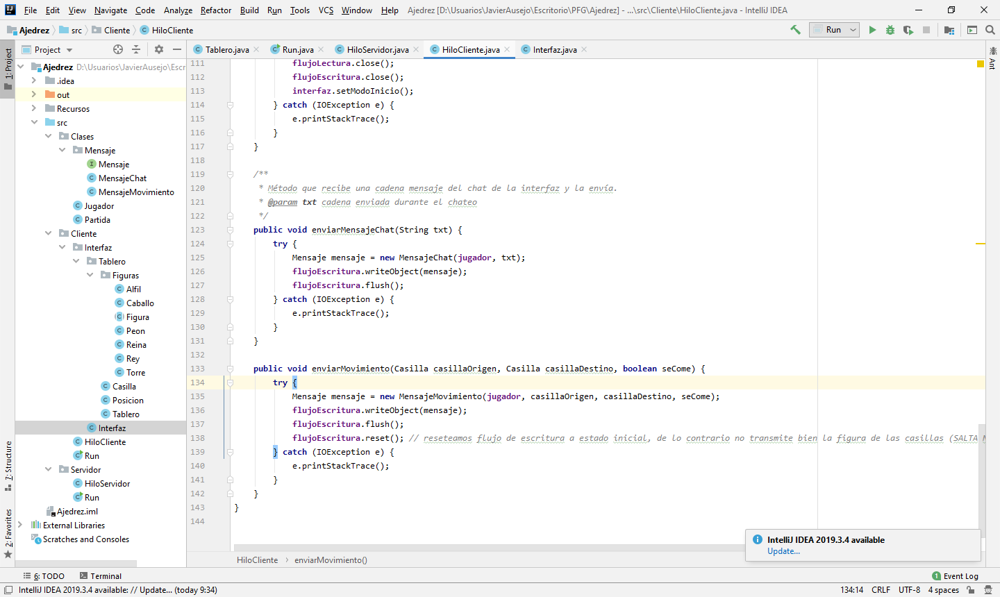 File Edit View Navigate Code Analyze Refactor Build Run Tools VCS Window Help Ajedrez [D:\Usuarios\JavierAusejo\Escritorio\PFG\Ajedrez] - ...\src\Cliente\HiloCliente.java - IntelliJ IDEA
Ajedrez src Cliente HiloCliente Run
Project
Tablero.java Run.java HiloServidor.java HiloCliente.java Interfaz.java
1: Project
7: Structure
2: Favorites
Ant
Ajedrez D:\Usuarios\JavierAusejo\Escr
.idea
out
Recursos
src
Clases
Mensaje
Mensaje
MensajeChat
MensajeMovimiento
Jugador
Partida
Cliente
Interfaz
Tablero
Figuras
Alfil
Caballo
Figura
Peon
Reina
Rey
Torre
Casilla
Posicion
Tablero
Interfaz
HiloCliente
Run
Servidor
HiloServidor
Run
Ajedrez.iml
External Libraries
Scratches and Consoles
111 flujoLectura.close();
112 flujoEscritura.close();
113 interfaz.setModoInicio();
114 } catch (IOException e) {
115 e.printStackTrace();
116 }
117 }
118
119 /**
120 * Método que recibe una cadena mensaje del chat de la interfaz y la envía.
121 * @param txt cadena enviada durante el chateo
122 */
123 public void enviarMensajeChat(String txt) {
124 try {
125 Mensaje mensaje = new MensajeChat(jugador, txt);
126 flujoEscritura.writeObject(mensaje);
127 flujoEscritura.flush();
128 } catch (IOException e) {
129 e.printStackTrace();
130 }
131 }
132
133 public void enviarMovimiento(Casilla casillaOrigen, Casilla casillaDestino, boolean seCome) {
134 try {
135 Mensaje mensaje = new MensajeMovimiento(jugador, casillaOrigen, casillaDestino, seCome);
136 flujoEscritura.writeObject(mensaje);
137 flujoEscritura.flush();
138 flujoEscritura.reset(); // reseteamos flujo de escritura a estado inicial, de lo contrario no transmite bien la figura de las casillas (SALTA
139 } catch (IOException e) {
140 e.printStackTrace();
141 }
142 }
143 }
144
IntelliJ IDEA 2019.3.4 available
Update...
HiloCliente enviarMovimiento()
6: TODO Terminal 1 Event Log
IntelliJ IDEA 2019.3.4 available: // Update... (today 9:34) 134:14 CRLF UTF-8 4 spaces